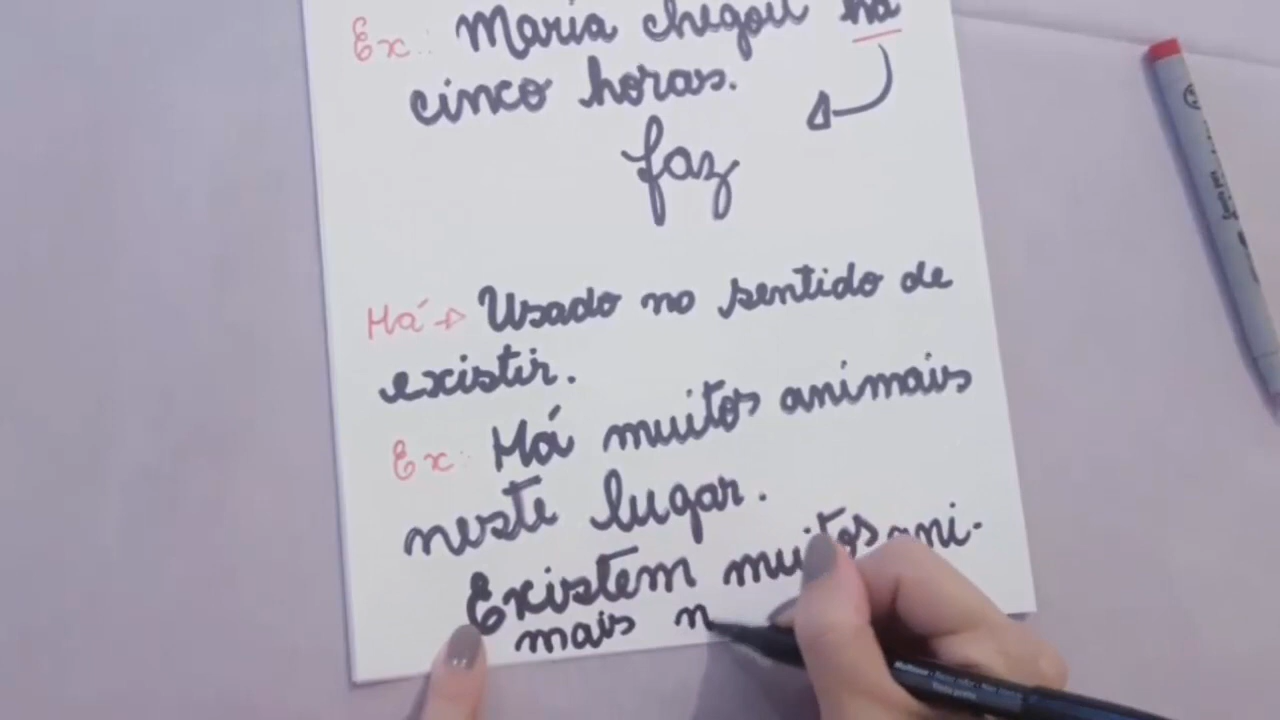 Ex.: Maria chegou há
cinco horas.
faz
Há → Usado no sentido de
existir.
Ex: Há muitos animais
neste lugar.
Existem muitos ani-
mais n